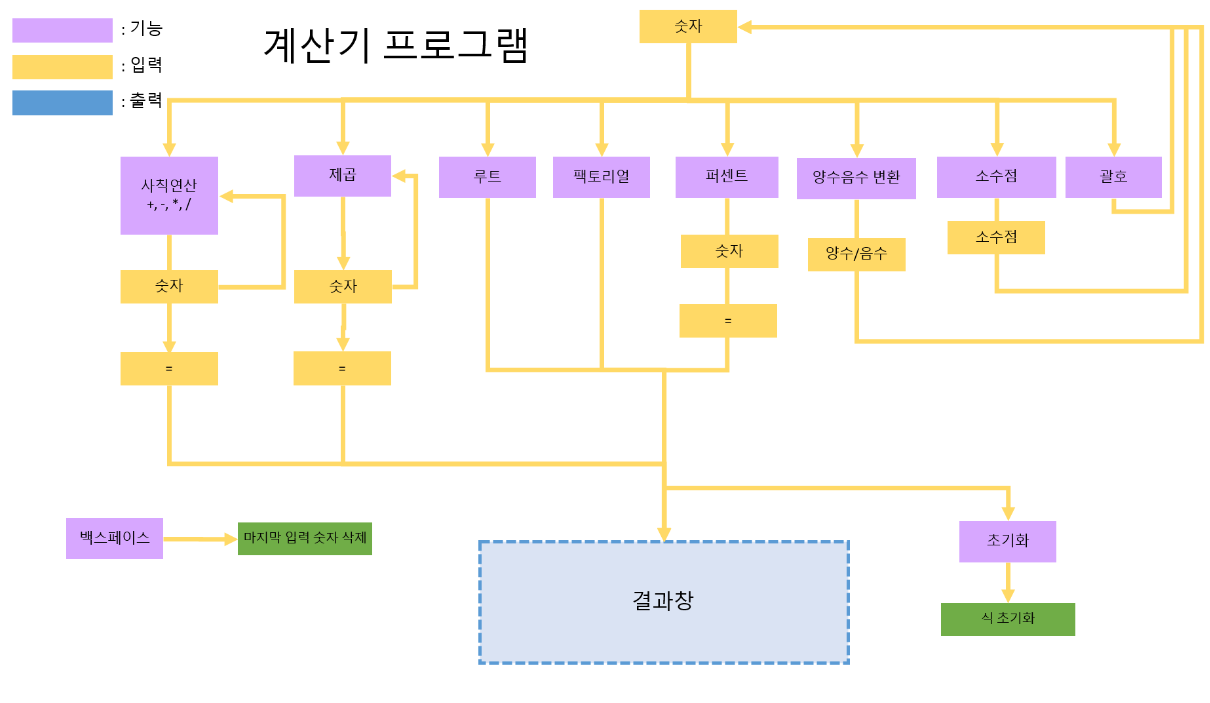 : 기능
: 입력
: 출력
계산기 프로그램
숫자
사칙연산
+, -, *, /
제곱
루트
팩토리얼
퍼센트
양수음수 변환
소수점
괄호
숫자
숫자
숫자
양수/음수
소수점
=
=
=
백스페이스
마지막 입력 숫자 삭제
결과창
초기화
식 초기화